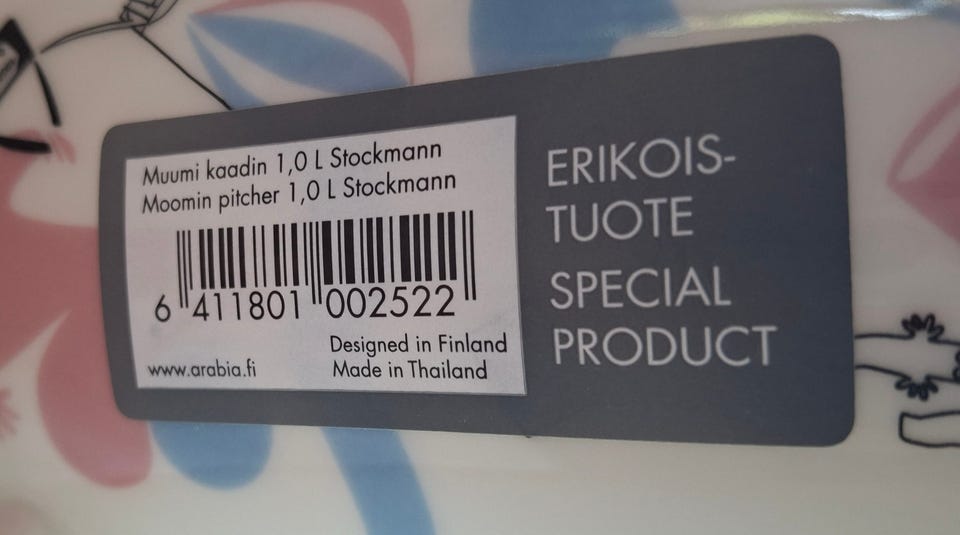 Muumi kaadin 1,0 L Stockmann
Moomin pitcher 1,0 L Stockmann
6 411801 002522
Designed in Finland
www.arabia.fi Made in Thailand
ERIKOIS-
TUOTE
SPECIAL
PRODUCT